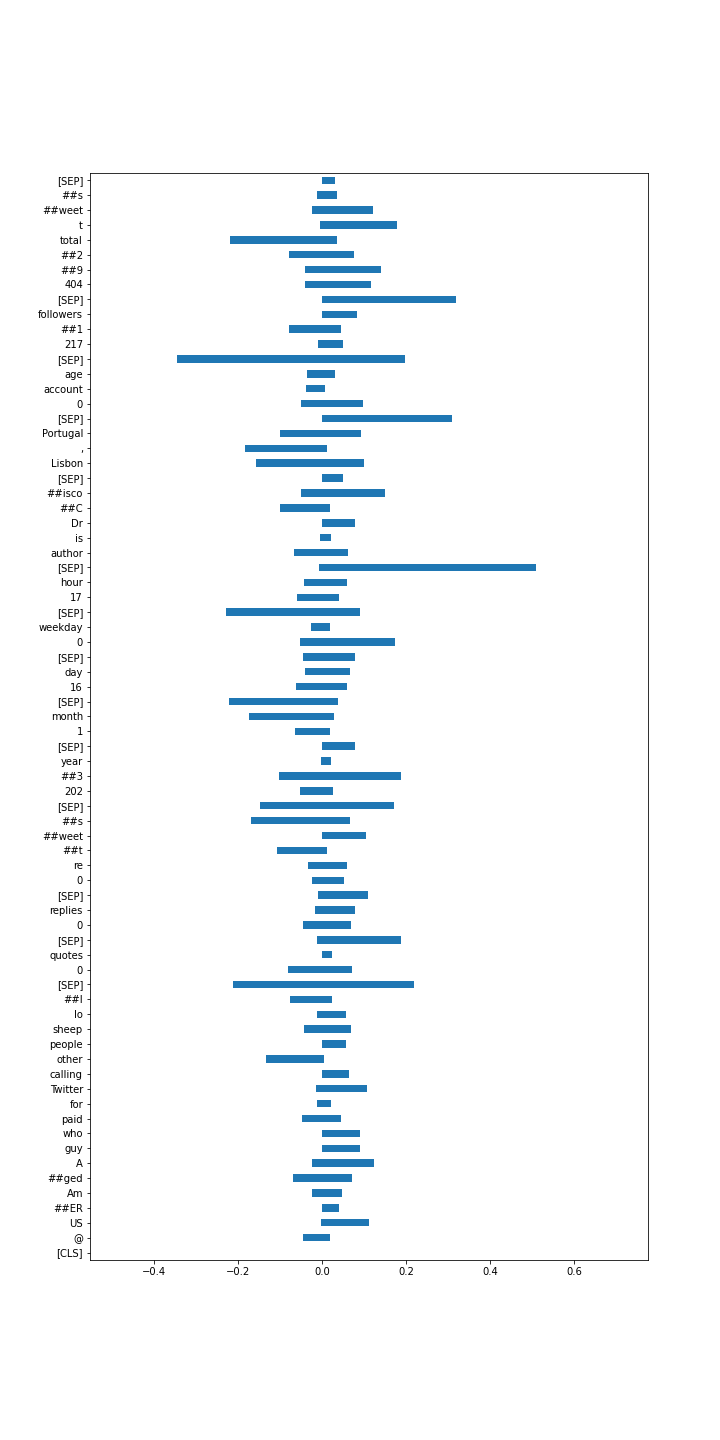 [SEP]
##s
##weet
t
total
##2
##9
404
[SEP]
followers
##1
217
[SEP]
age
account
0
[SEP]
Portugal
,
Lisbon
[SEP]
##isco
##C
Dr
is
author
[SEP]
hour
17
[SEP]
weekday
0
[SEP]
day
16
[SEP]
month
1
[SEP]
year
##3
202
[SEP]
##s
##weet
##t
re
0
[SEP]
replies
0
[SEP]
quotes
0
[SEP]
##l
lo
sheep
people
other
calling
Twitter
for
paid
who
guy
A
##ged
Am
##ER
US
@
[CLS]
−0.4 −0.2 0.0 0.2 0.4 0.6